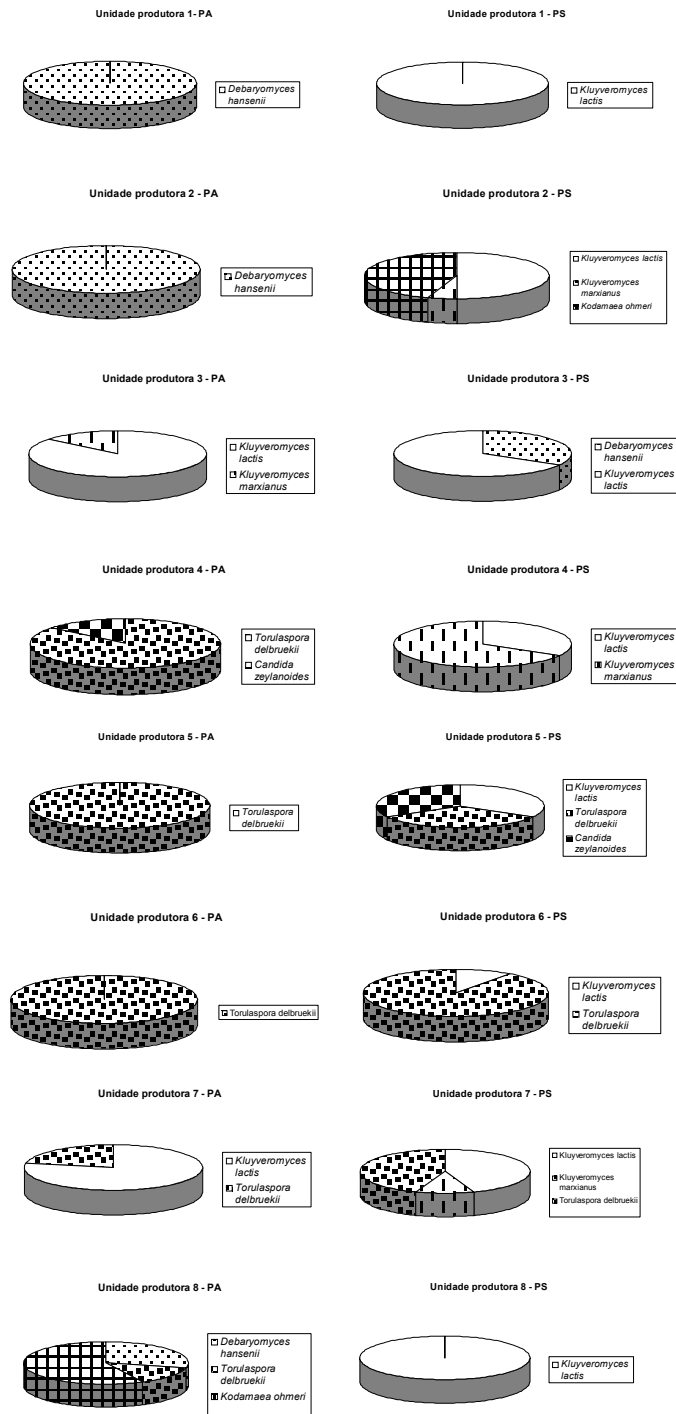 Unidade produtora 1- PA
Debaryomyces
hansenii
Unidade produtora 1 - PS
Kluyveromyces
lactis
Unidade produtora 2 - PA
Debaryomyces
hansenii
Unidade produtora 2 - PS
Kluyveromyces lactis
Kluyveromyces
marxianus
Kodamaea ohmeri
Unidade produtora 3 - PA
Kluyveromyces
lactis
Kluyveromyces
marxianus
Unidade produtora 3 - PS
Debaryomyces
hansenii
Kluyveromyces
lactis
Unidade produtora 4 - PA
Torulaspora
delbruekii
Candida
zeylanoides
Unidade produtora 4 - PS
Kluyveromyces
lactis
Kluyveromyces
marxianus
Unidade produtora 5 - PA
Torulaspora
delbruekii
Unidade produtora 5 - PS
Kluyveromyces
lactis
Torulaspora
delbruekii
Candida
zeylanoides
Unidade produtora 6 - PA
Torulaspora delbruekii
Unidade produtora 6 - PS
Kluyveromyces
lactis
Torulaspora
delbruekii
Unidade produtora 7 - PA
Kluyveromyces
lactis
Torulaspora
delbruekii
Unidade produtora 7 - PS
Kluyveromyces lactis
Kluyveromyces
marxianus
Torulaspora delbruekii
Unidade produtora 8 - PA
Debaryomyces
hansenii
Torulaspora
delbruekii
Kodamaea ohmeri
Unidade produtora 8 - PS
Kluyveromyces
lactis